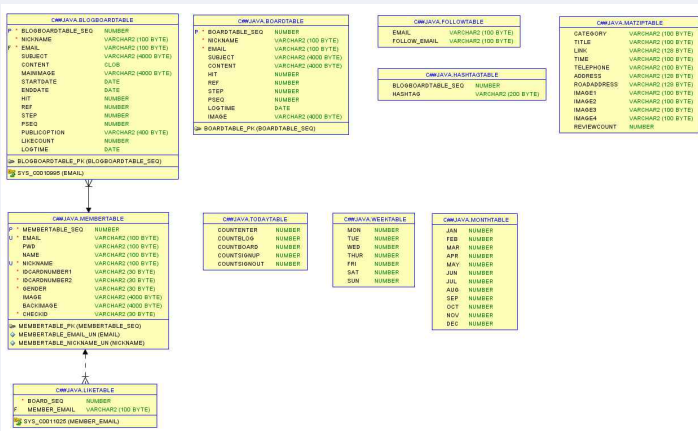 C##JAVA.BLOGBOARDTABLE
P * BLOGBOARDTABLE_SEQ NUMBER
* NICKNAME VARCHAR2 (100 BYTE)
F * EMAIL VARCHAR2 (100 BYTE)
SUBJECT VARCHAR2 (4000 BYTE)
CONTENT CLOB
MAINIMAGE VARCHAR2 (4000 BYTE)
STARTDATE DATE
ENDDATE DATE
HIT NUMBER
REF NUMBER
STEP NUMBER
PSEQ NUMBER
PUBLICOPTION VARCHAR2 (400 BYTE)
LIKECOUNT NUMBER
LOGTIME DATE
BLOGBOARDTABLE_PK (BLOGBOARDTABLE_SEQ)
SYS_C0010995 (EMAIL)
C##JAVA.BOARDTABLE
P * BOARDTABLE_SEQ NUMBER
* NICKNAME VARCHAR2 (100 BYTE)
* EMAIL VARCHAR2 (100 BYTE)
SUBJECT VARCHAR2 (4000 BYTE)
CONTENT VARCHAR2 (4000 BYTE)
HIT NUMBER
REF NUMBER
STEP NUMBER
PSEQ NUMBER
LOGTIME DATE
IMAGE VARCHAR2 (4000 BYTE)
BOARDTABLE_PK (BOARDTABLE_SEQ)
C##JAVA.FOLLOWTABLE
EMAIL VARCHAR2 (100 BYTE)
FOLLOW_EMAIL VARCHAR2 (100 BYTE)
C##JAVA.HASHTAGTABLE
BLOGBOARDTABLE_SEQ NUMBER
HASHTAG VARCHAR2 (200 BYTE)
C##JAVA.MATZIPTABLE
CATEGORY VARCHAR2 (100 BYTE)
TITLE VARCHAR2 (100 BYTE)
LINK VARCHAR2 (128 BYTE)
TIME VARCHAR2 (100 BYTE)
TELEPHONE VARCHAR2 (100 BYTE)
ADDRESS VARCHAR2 (128 BYTE)
ROADADDRESS VARCHAR2 (128 BYTE)
IMAGE1 VARCHAR2 (100 BYTE)
IMAGE2 VARCHAR2 (100 BYTE)
IMAGE3 VARCHAR2 (100 BYTE)
IMAGE4 VARCHAR2 (100 BYTE)
REVIEWCOUNT NUMBER
C##JAVA.MEMBERTABLE
P * MEMBERTABLE_SEQ NUMBER
U * EMAIL VARCHAR2 (100 BYTE)
PWD VARCHAR2 (100 BYTE)
NAME VARCHAR2 (100 BYTE)
U * NICKNAME VARCHAR2 (100 BYTE)
* IDCARDNUMBER1 VARCHAR2 (30 BYTE)
* IDCARDNUMBER2 VARCHAR2 (30 BYTE)
* GENDER VARCHAR2 (30 BYTE)
IMAGE VARCHAR2 (4000 BYTE)
BACKIMAGE VARCHAR2 (4000 BYTE)
* CHECKID VARCHAR2 (30 BYTE)
MEMBERTABLE_PK (MEMBERTABLE_SEQ)
MEMBERTABLE_EMAIL_UN (EMAIL)
MEMBERTABLE_NICKNAME_UN (NICKNAME)
C##JAVA.TODAYTABLE
COUNTENTER NUMBER
COUNTBLOG NUMBER
COUNTBOARD NUMBER
COUNTSIGNUP NUMBER
COUNTSIGNOUT NUMBER
C##JAVA.WEEKTABLE
MON NUMBER
TUE NUMBER
WED NUMBER
THUR NUMBER
FRI NUMBER
SAT NUMBER
SUN NUMBER
C##JAVA.MONTHTABLE
JAN NUMBER
FEB NUMBER
MAR NUMBER
APR NUMBER
MAY NUMBER
JUN NUMBER
JUL NUMBER
AUG NUMBER
SEP NUMBER
OCT NUMBER
NOV NUMBER
DEC NUMBER
C##JAVA.LIKETABLE
* BOARD_SEQ NUMBER
F MEMBER_EMAIL VARCHAR2 (100 BYTE)
SYS_C0011025 (MEMBER_EMAIL)